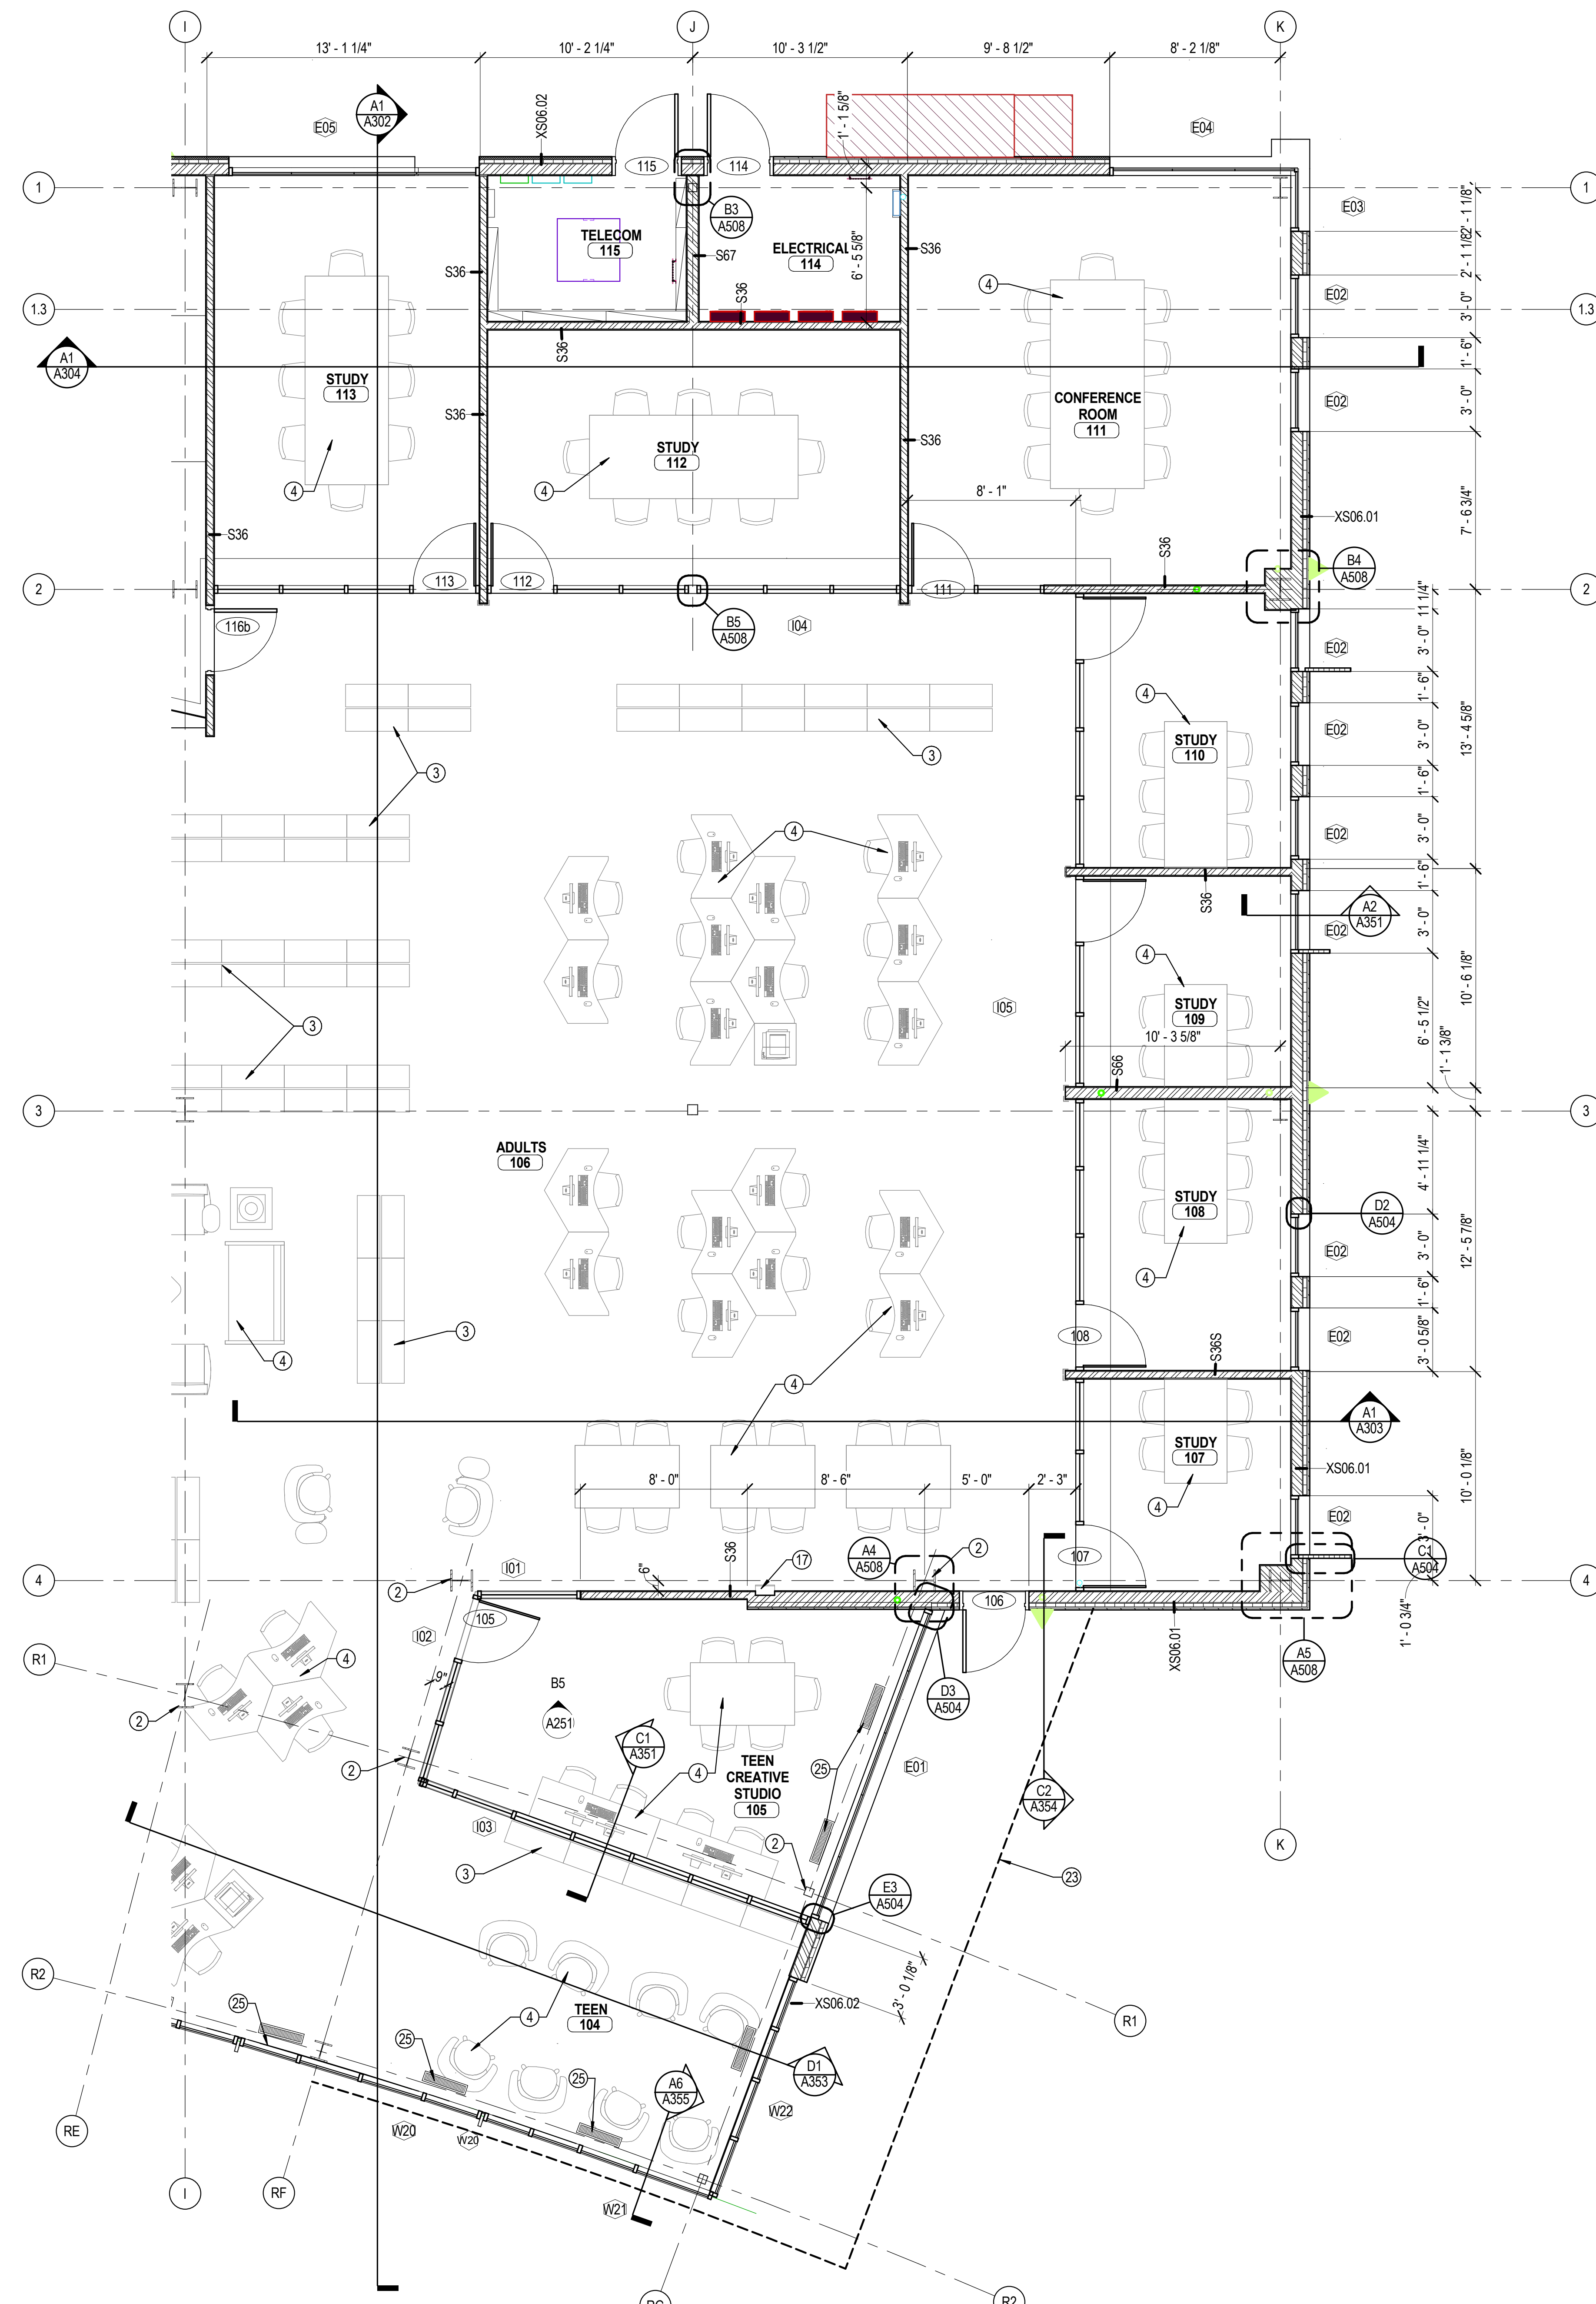 I
J
K
13' - 1 1/4"
10' - 2 1/4"
10' - 3 1/2"
9' - 8 1/2"
8' - 2 1/8"
A1
A302
E05
XS06.02
1' - 1 5/8"
E04
115
114
1
1
B3
A508
E03
2' - 1 1/8"
2' - 1 1/8"
TELECOM
115
S67
ELECTRICAL
114
6' - 5 5/8"
S36
S36
4
S36
E02
3' - 0"
1.3
1.3
S36
A1
A304
1' - 6"
STUDY
113
CONFERENCE
ROOM
111
E02
3' - 0"
S36
STUDY
112
S36
4
4
8' - 1"
7' - 6 3/4"
XS06.01
S36
S36
B4
A508
2
113
112
111
2
11 1/4"
116b
B5
A508
I04
E02
3' - 0"
4
1' - 6"
3
3
STUDY
110
E02
3' - 0"
13' - 4 5/8"
1' - 6"
4
E02
3' - 0"
1' - 6"
S36
A2
A351
E02
3' - 0"
4
3
I05
STUDY
109
10' - 3 5/8"
10' - 6 1/8"
6' - 5 1/2"
1' - 1 3/8"
S66
3
3
ADULTS
106
4' - 11 1/4"
STUDY
108
D2
A504
4
E02
3' - 0"
12' - 5 7/8"
1' - 6"
3
4
108
S36S
E02
3' - 0 5/8"
4
A1
A303
STUDY
107
XS06.01
10' - 0 1/8"
8' - 0"
8' - 6"
5' - 0"
2' - 3"
4
E02
3' - 0"
I01
S36
17
A4
A508
2
107
C1
A504
4
2
6"
106
4
1' - 0 3/4"
105
I02
R1
4
9"
B5
A251
XS06.01
A5
A508
D3
A504
2
C1
A351
2
4
TEEN
CREATIVE
STUDIO
105
25
E01
C2
A354
I03
2
K
3
23
E3
A504
R2
3' - 0 1/8"
25
4
TEEN
104
XS06.02
R1
25
D1
A353
25
A6
A355
W22
RE
W20
W20
I
RF
W21
RG
R2